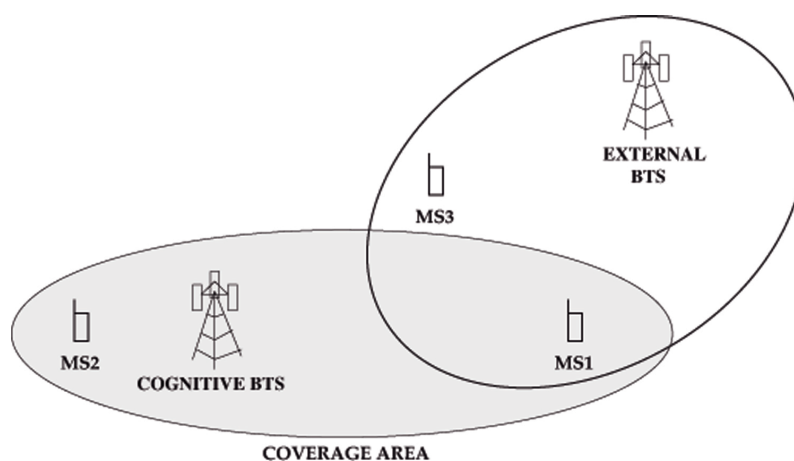 EXTERNAL
BTS
MS3
MS2
COGNITIVE BTS
MS1
COVERAGE AREA